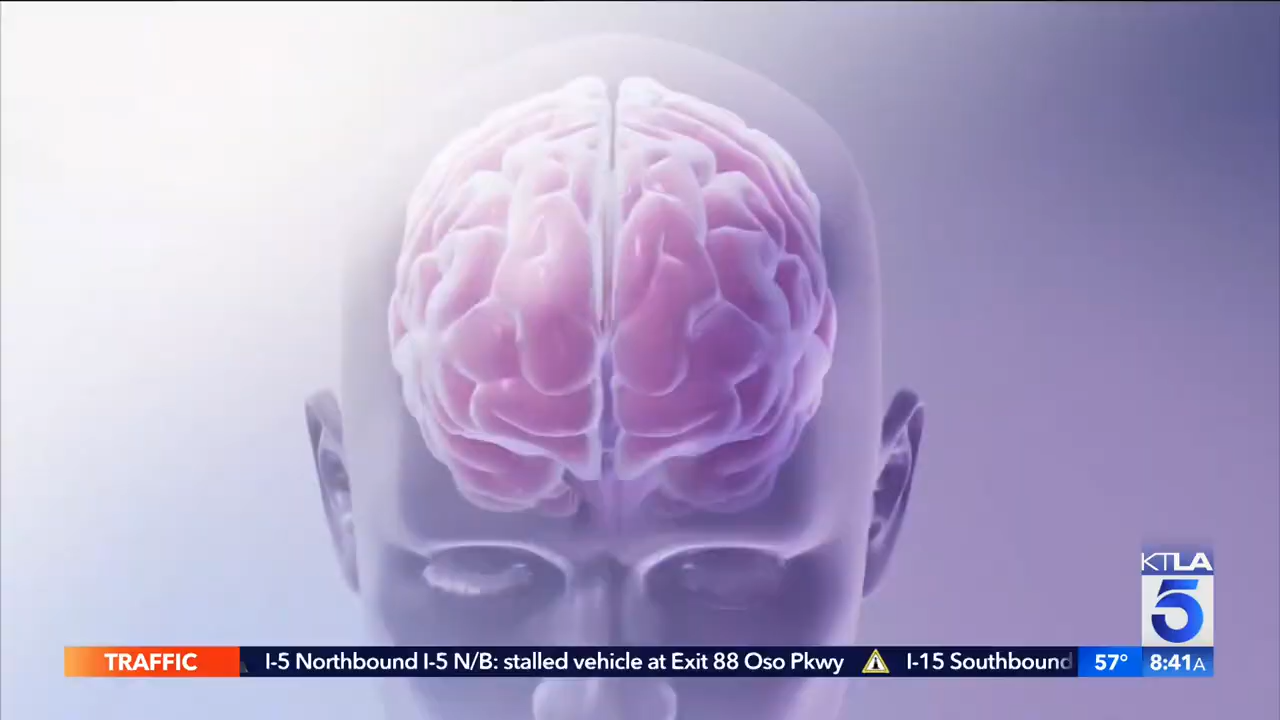 KTLA
5
TRAFFIC
I-5 Northbound I-5 N/B: stalled vehicle at Exit 88 Oso Pkwy
I-15 Southbound
57°
8:41A